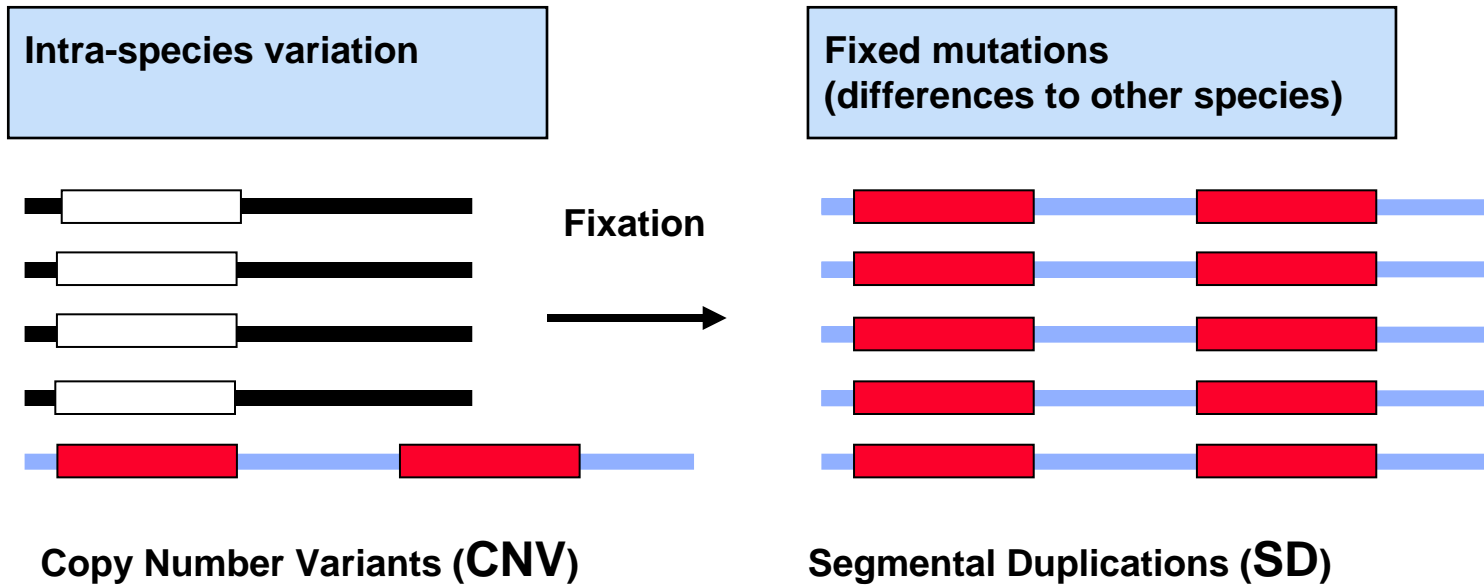 Intra-species variation
Fixed mutations
(differences to other species)
Fixation
Copy Number Variants (CNV)
Segmental Duplications (SD)